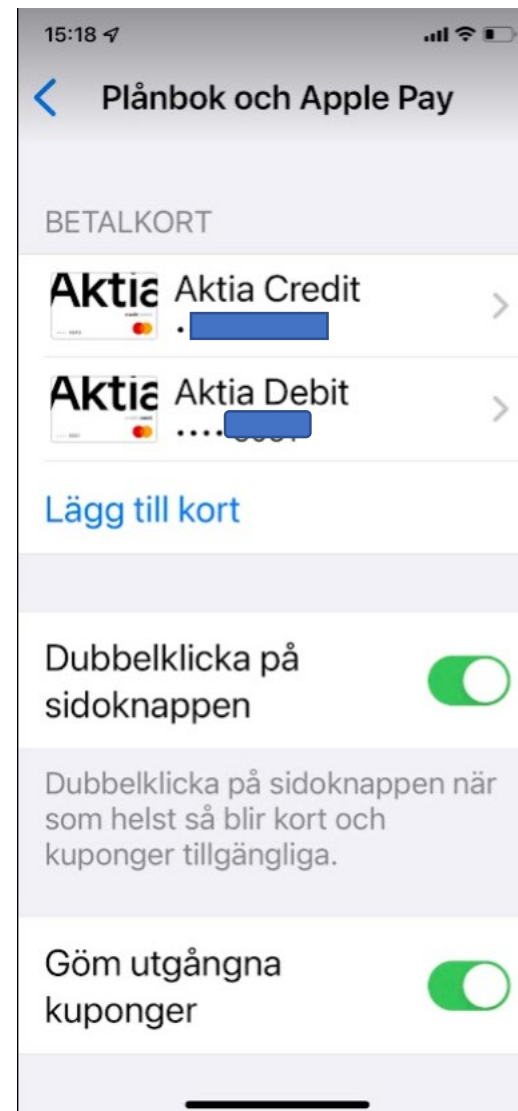 15:18
Plånbok och Apple Pay
BETALKORT
Aktia Aktia Credit
Aktia Aktia Debit
Lägg till kort
Dubbelklicka på
sidoknappen
Dubbelklicka på sidoknappen när
som helst så blir kort och
kuponger tillgängliga.
Göm utgångna
kuponger